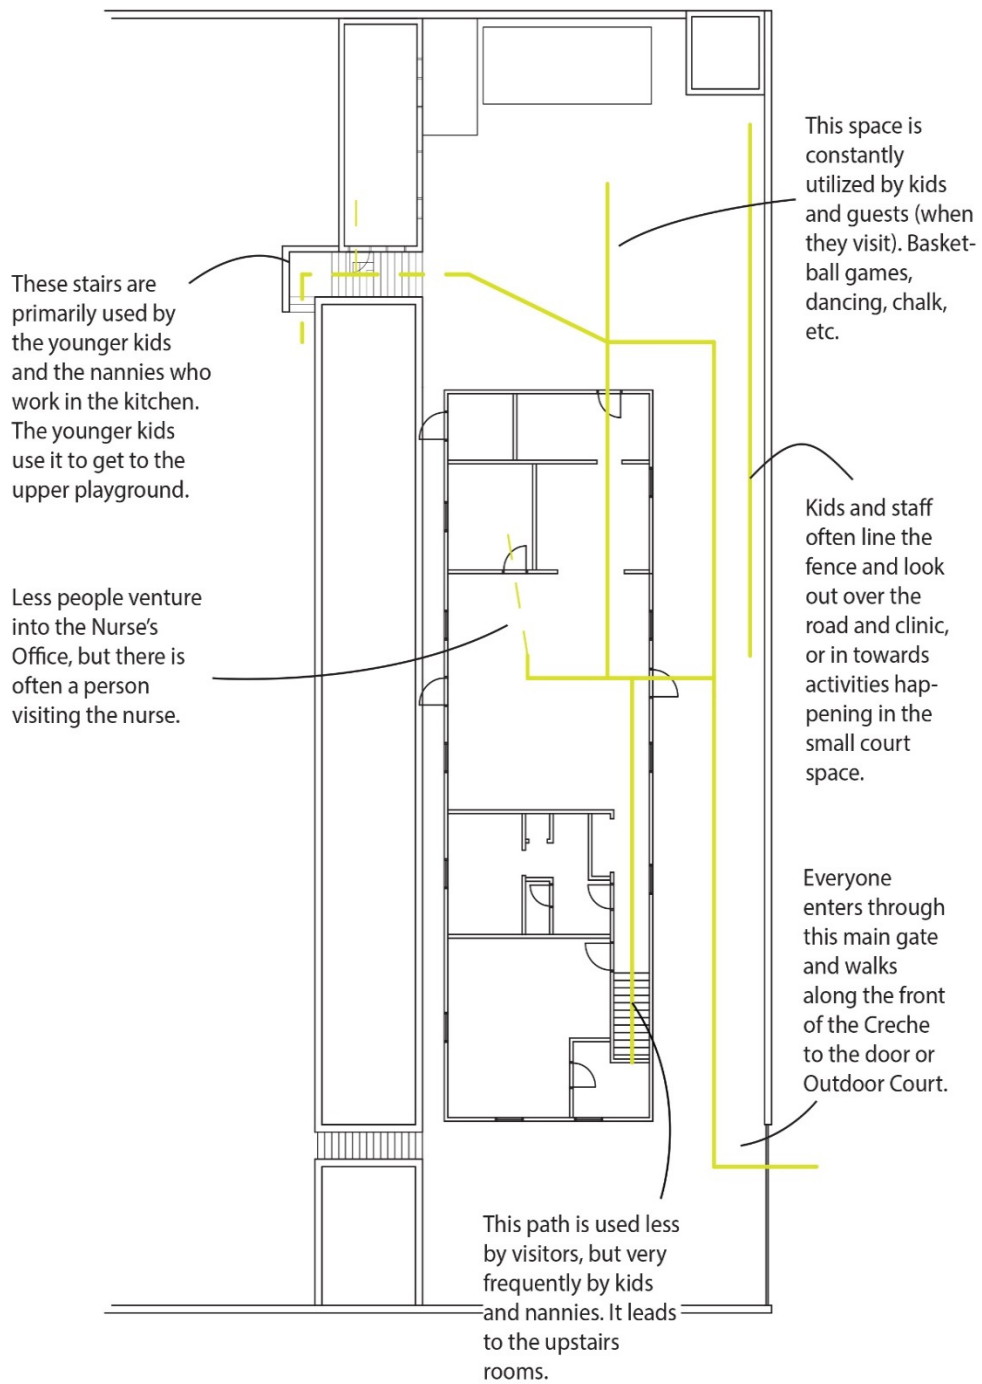 This space is
constantly
utilized by kids
and guests (when
they visit). Basket-
ball games,
dancing, chalk,
etc.
These stairs are
primarily used by
the younger kids
and the nannies who
work in the kitchen.
The younger kids
use it to get to the
upper playground.
Kids and staff
often line the
fence and look
out over the
road and clinic,
or in towards
activities hap-
pening in the
small court
space.
Less people venture
into the Nurse's
Office, but there is
often a person
visiting the nurse.
Everyone
enters through
this main gate
and walks
along the front
of the Creche
to the door or
Outdoor Court.
This path is used less
by visitors, but very
frequently by kids
and nannies. It leads
to the upstairs
rooms.